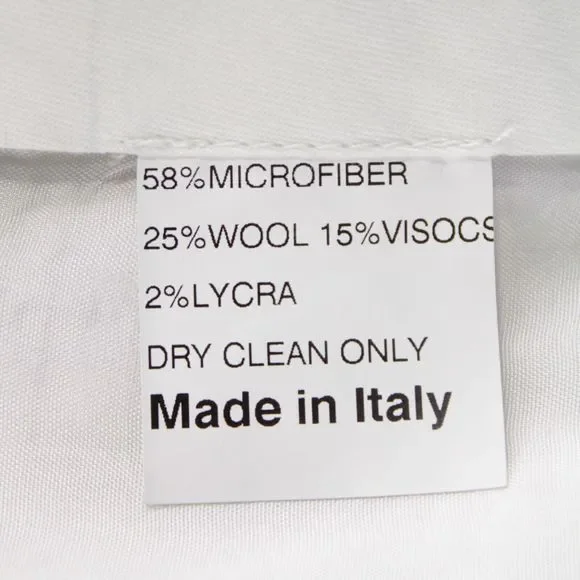 58%MICROFIBER
25%WOOL 15%VISOCS
2%LYCRA
DRY CLEAN ONLY
Made in Italy